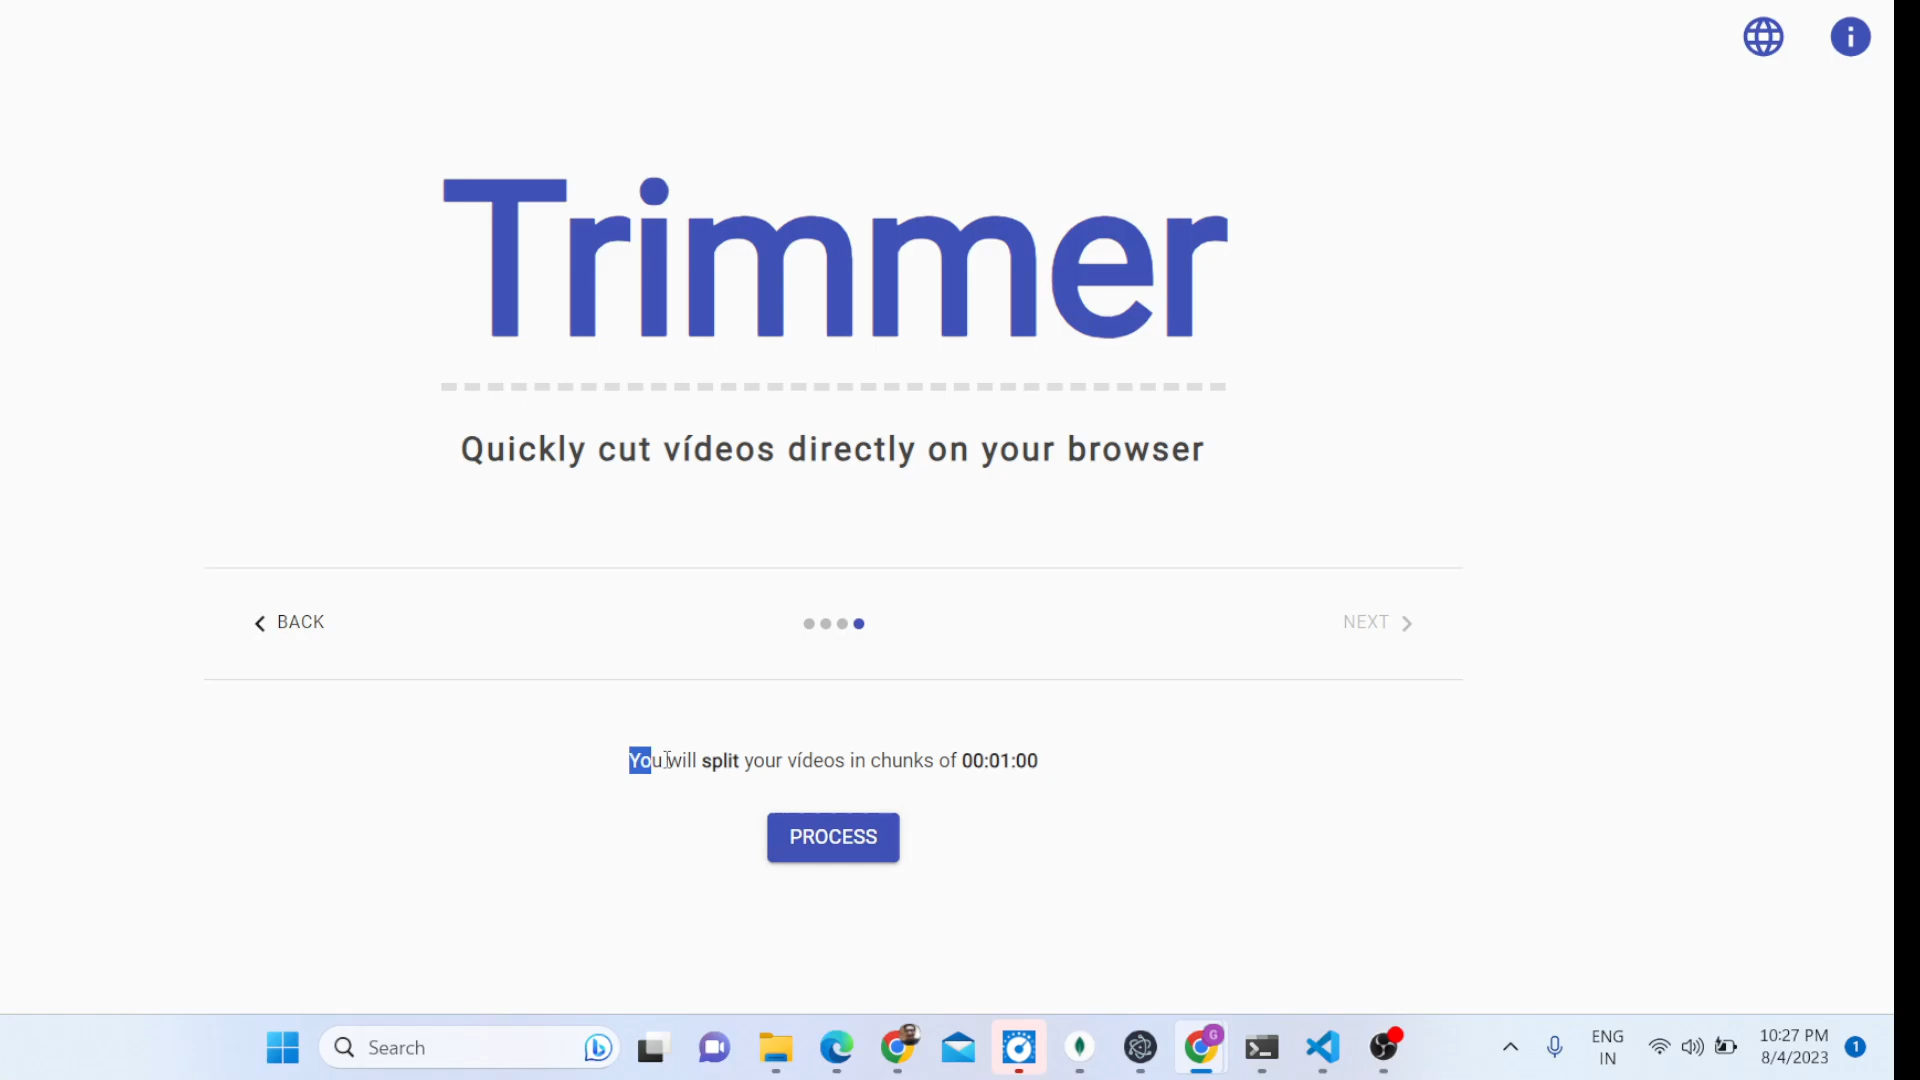 Trimmer
Quickly cut vídeos directly on your browser
BACK
NEXT
You will split your vídeos in chunks of 00:01:00
PROCESS
Search
G
ENG
IN
10:27 PM
8/4/2023
1